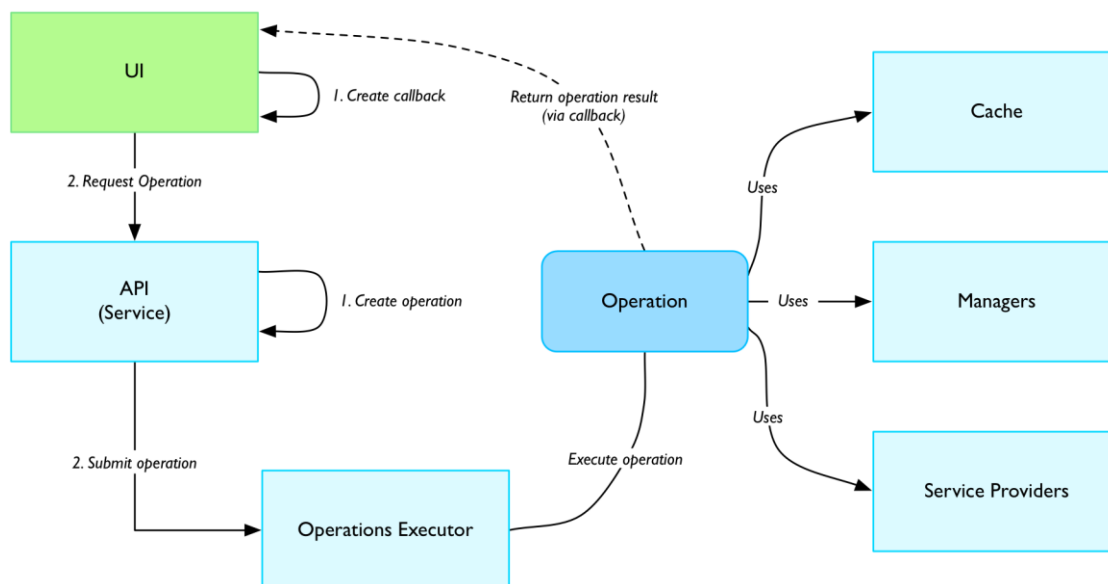 UI
1. Create callback
Return operation result
(via callback)
Cache
2. Request Operation
Uses
API
(Service)
1. Create operation
Operation
Uses
Managers
Uses
2. Submit operation
Execute operation
Operations Executor
Service Providers